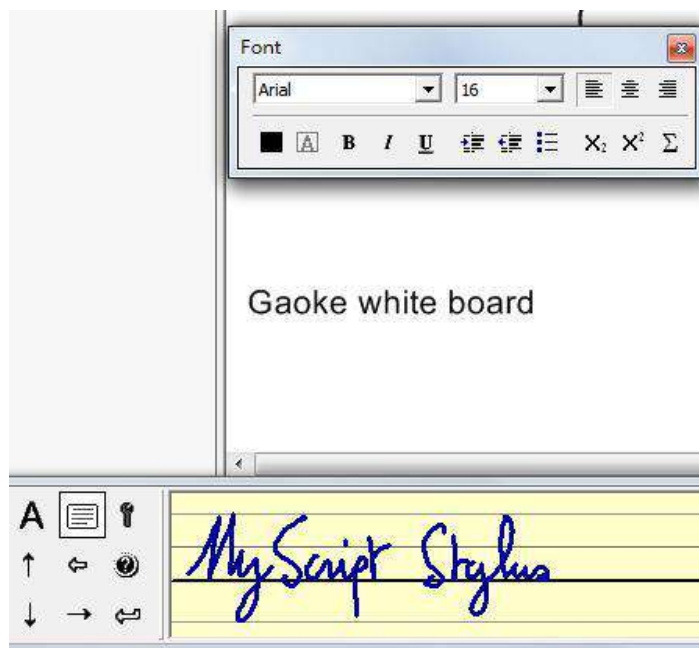 Font
Arial 16
A B I U X₂ X² Σ
Gaoke white board
A
MyScript Stylus